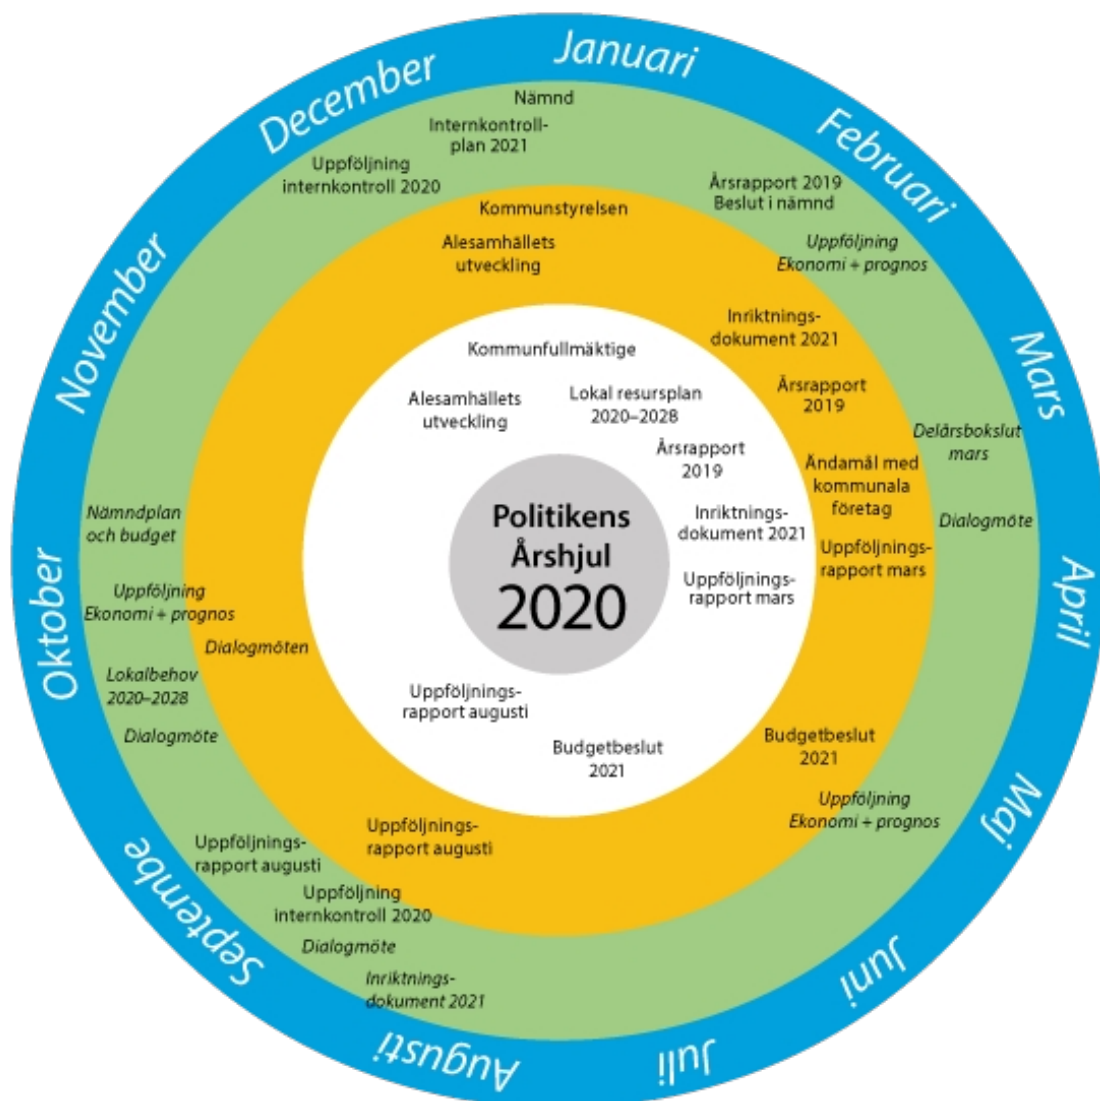 Januari
Februari
Mars
April
Maj
Juni
Juli
Augusti
Septembe
Oktober
November
December
Nämnd
Internkontroll-
plan 2021
Uppföljning
internkontroll 2020
Årsrapport 2019
Beslut i nämnd
Uppföljning
Ekonomi + prognos
Delårsbokslut
mars
Dialogmöte
Uppföljning
Ekonomi + prognos
Inriktnings-
dokument 2021
Dialogmöte
Uppföljning
internkontroll 2020
Uppföljnings-
rapport augusti
Dialogmöte
Lokalbehov
2020–2028
Uppföljning
Ekonomi + prognos
Nämndplan
och budget
Kommunstyrelsen
Alesamhällets
utveckling
Inriktnings-
dokument 2021
Årsrapport
2019
Ändamål med
kommunala
företag
Uppföljnings-
rapport mars
Budgetbeslut
2021
Uppföljnings-
rapport augusti
Dialogmöten
Kommunfullmäktige
Alesamhällets
utveckling
Lokal resursplan
2020–2028
Årsrapport
2019
Inriktnings-
dokument 2021
Uppföljnings-
rapport mars
Budgetbeslut
2021
Uppföljnings-
rapport augusti
Politikens
Årshjul
2020